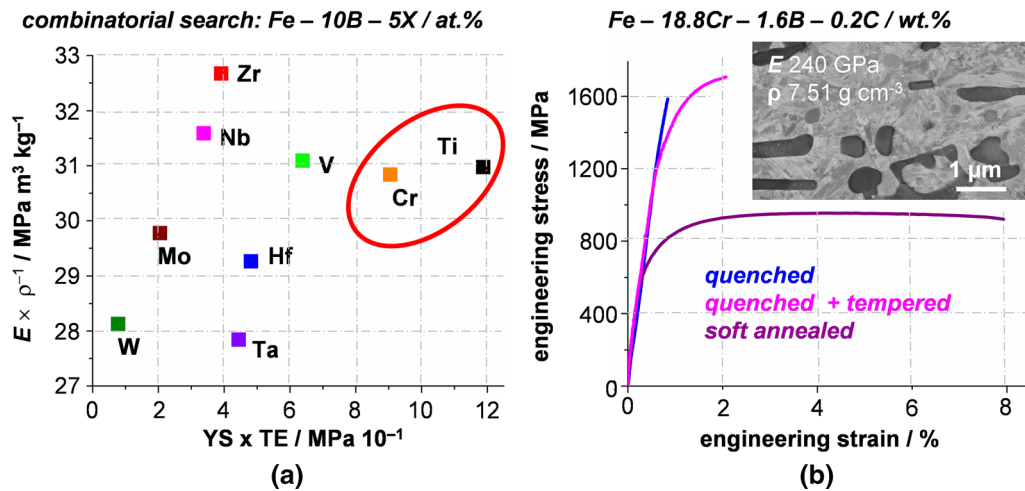 combinatorial search: Fe – 10B – 5X / at.%
33
32
31
30
29
28
27
E × ρ⁻¹ / MPa m³ kg⁻¹
Zr
Nb
V
Ti
Cr
Mo
Hf
W
Ta
0 2 4 6 8 10 12
YS x TE / MPa 10⁻¹
(a)
Fe – 18.8Cr – 1.6B – 0.2C / wt.%
E 240 GPa
ρ 7.51 g cm⁻³
1 µm
1600
1200
800
400
0
engineering stress / MPa
quenched
quenched + tempered
soft annealed
0 2 4 6 8
engineering strain / %
(b)